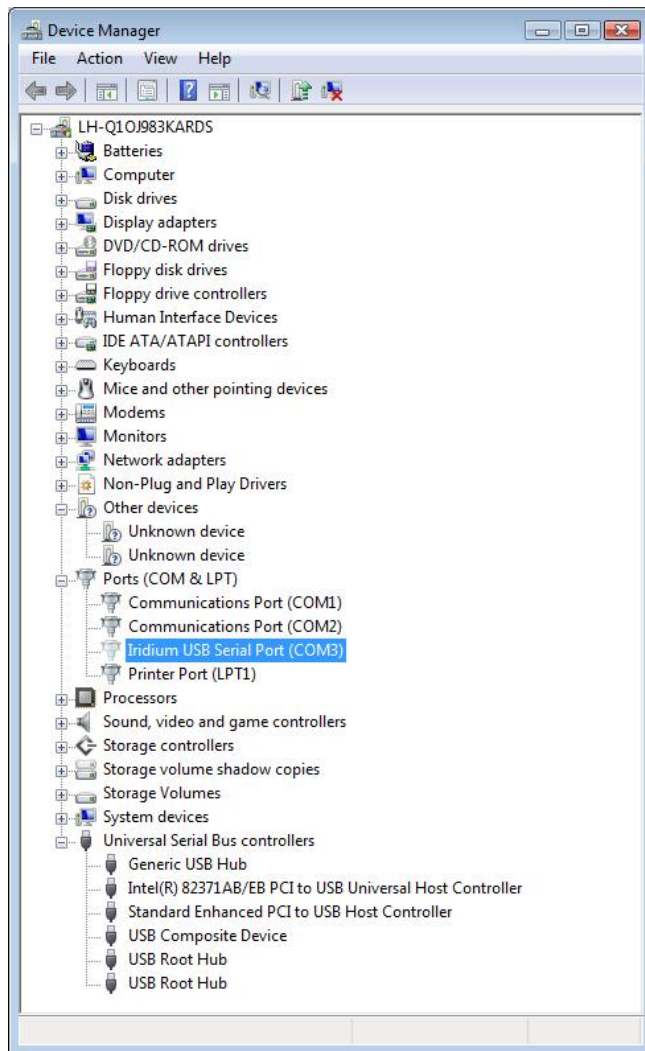 Device Manager
File Action View Help
LH-Q1OJ983KARDS
Batteries
Computer
Disk drives
Display adapters
DVD/CD-ROM drives
Floppy disk drives
Floppy drive controllers
Human Interface Devices
IDE ATA/ATAPI controllers
Keyboards
Mice and other pointing devices
Modems
Monitors
Network adapters
Non-Plug and Play Drivers
Other devices
Unknown device
Unknown device
Ports (COM & LPT)
Communications Port (COM1)
Communications Port (COM2)
Iridium USB Serial Port (COM3)
Printer Port (LPT1)
Processors
Sound, video and game controllers
Storage controllers
Storage volume shadow copies
Storage Volumes
System devices
Universal Serial Bus controllers
Generic USB Hub
Intel(R) 82371AB/EB PCI to USB Universal Host Controller
Standard Enhanced PCI to USB Host Controller
USB Composite Device
USB Root Hub
USB Root Hub